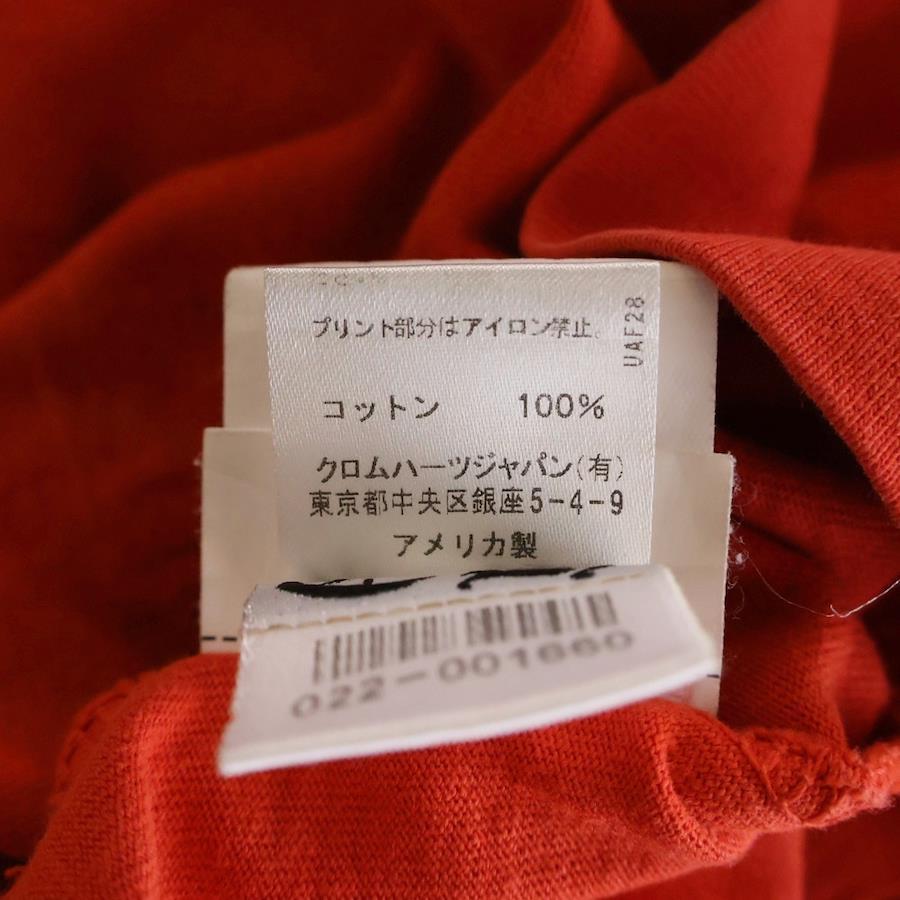 プリント部分はアイロン禁止。
UAF28
コットン 100%
クロムハーツジャパン(有)
東京都中央区銀座5-4-9
アメリカ製
022-001660